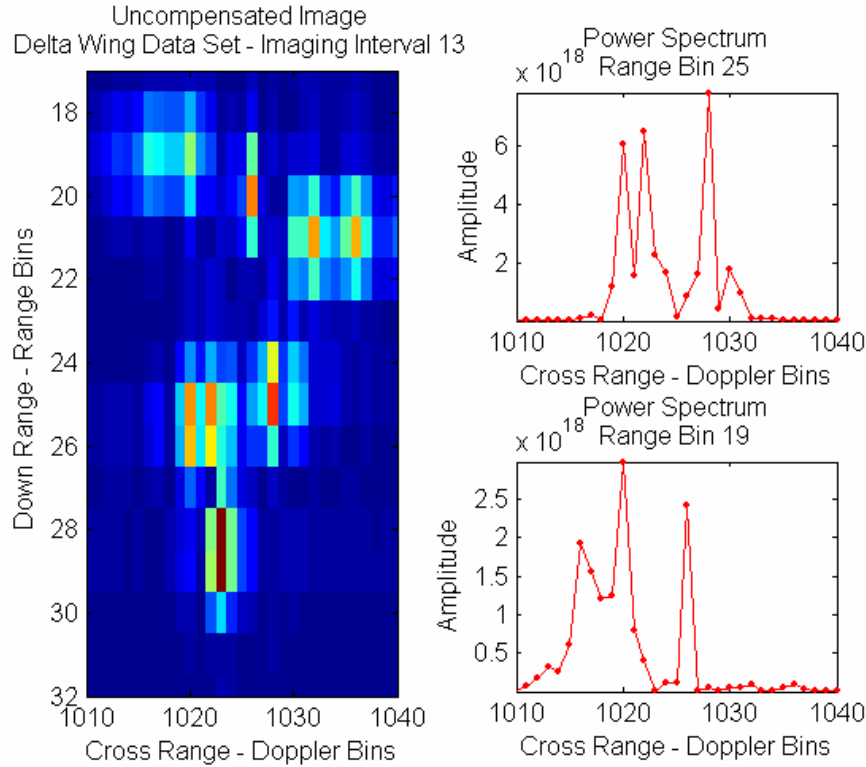 Uncompensated Image
Delta Wing Data Set - Imaging Interval 13
18
20
22
24
26
28
30
32
Down Range - Range Bins
1010
1020
1030
1040
Cross Range - Doppler Bins
Power Spectrum
Range Bin 25
x 10^18
6
4
2
Amplitude
1010
1020
1030
1040
Cross Range - Doppler Bins
Power Spectrum
Range Bin 19
x 10^18
2.5
2
1.5
1
0.5
Amplitude
1010
1020
1030
1040
Cross Range - Doppler Bins